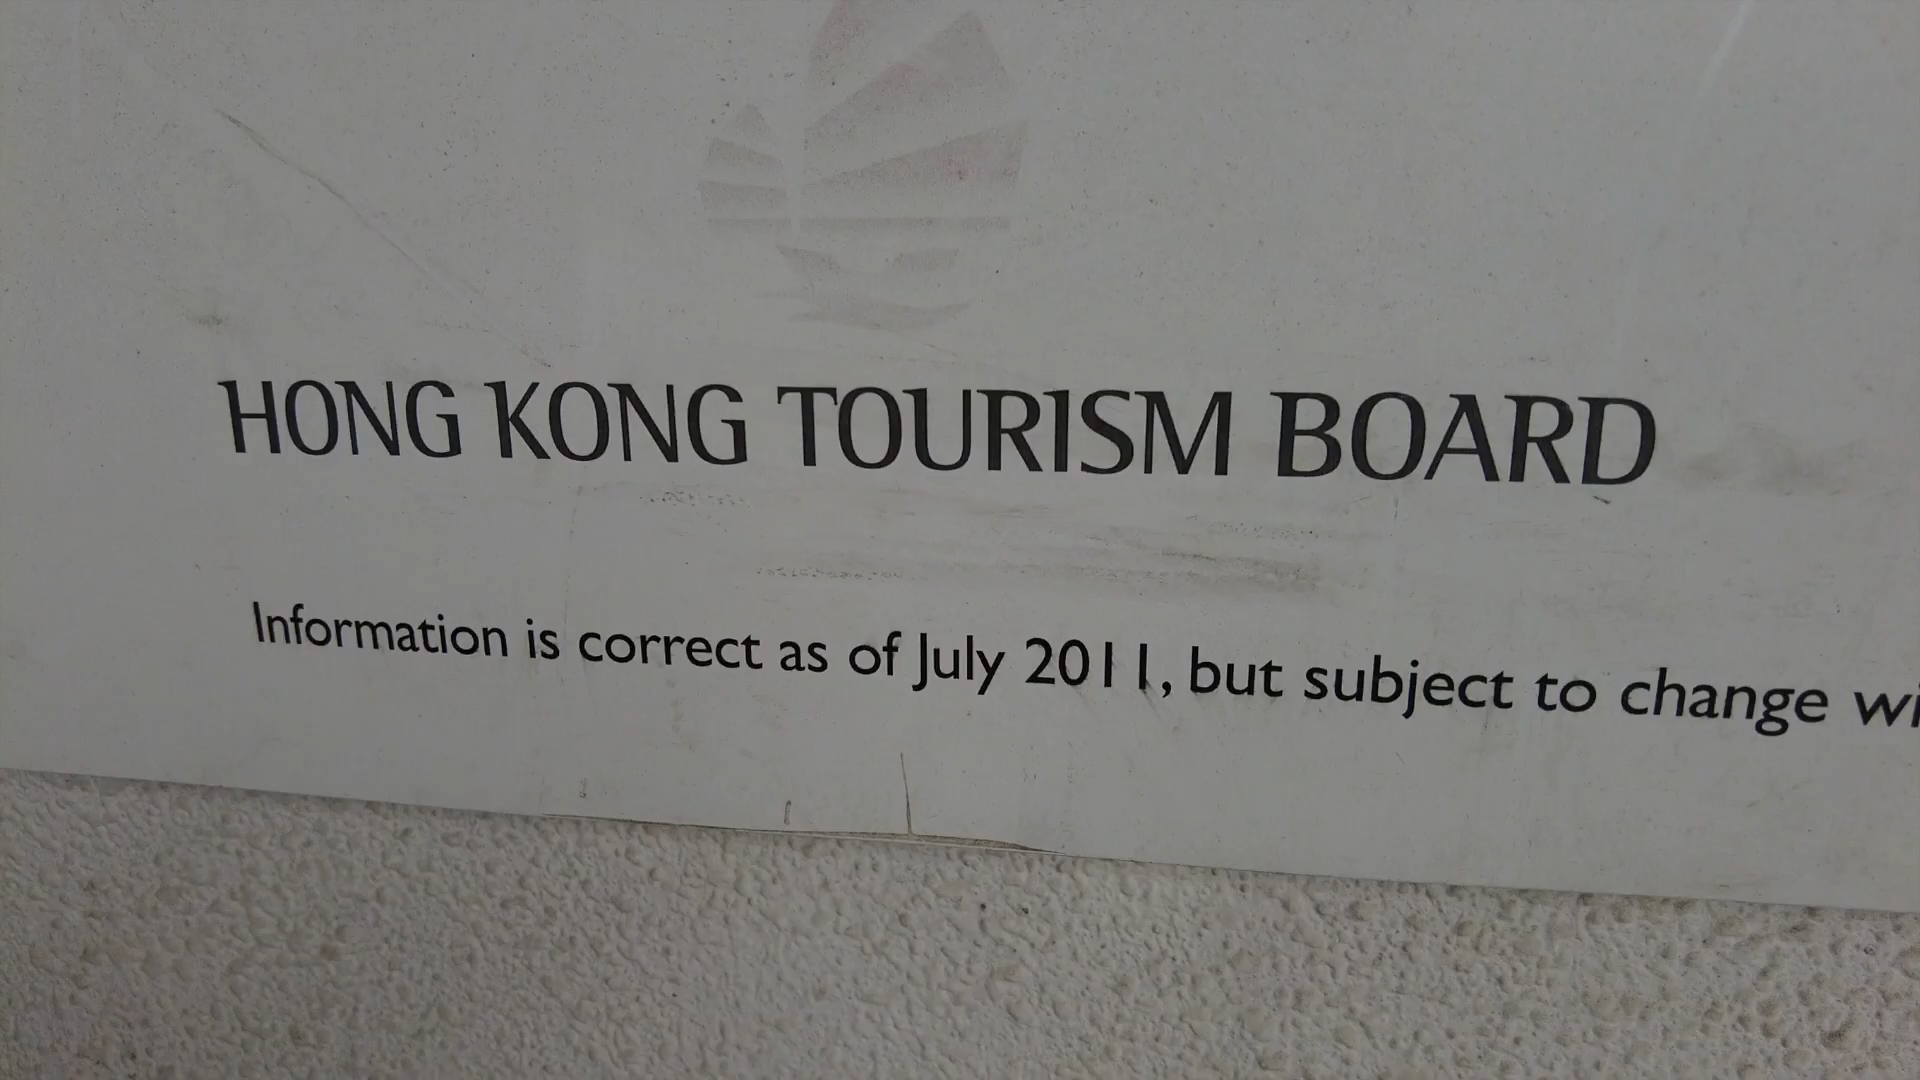 HONG KONG TOURISM BOARD
Information is correct as of July 2011, but subject to change